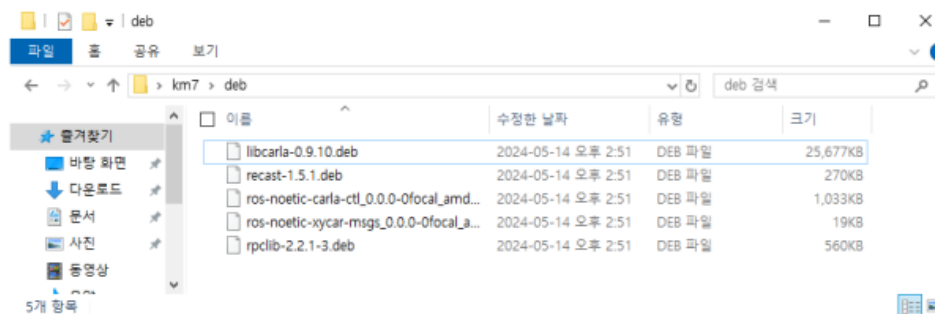 deb
파일 홈 공유 보기
km7 > deb
deb 검색
이름 수정한 날짜 유형 크기
즐겨찾기
바탕 화면
다운로드
문서
사진
동영상
libcarla-0.9.10.deb 2024-05-14 오후 2:51 DEB 파일 25,677KB
recast-1.5.1.deb 2024-05-14 오후 2:51 DEB 파일 270KB
ros-noetic-carla-ctl_0.0.0-0focal_amd... 2024-05-14 오후 2:51 DEB 파일 1,033KB
ros-noetic-xycar-msgs_0.0.0-0focal_a... 2024-05-14 오후 2:51 DEB 파일 19KB
rpclib-2.2.1-3.deb 2024-05-14 오후 2:51 DEB 파일 560KB
5개 항목